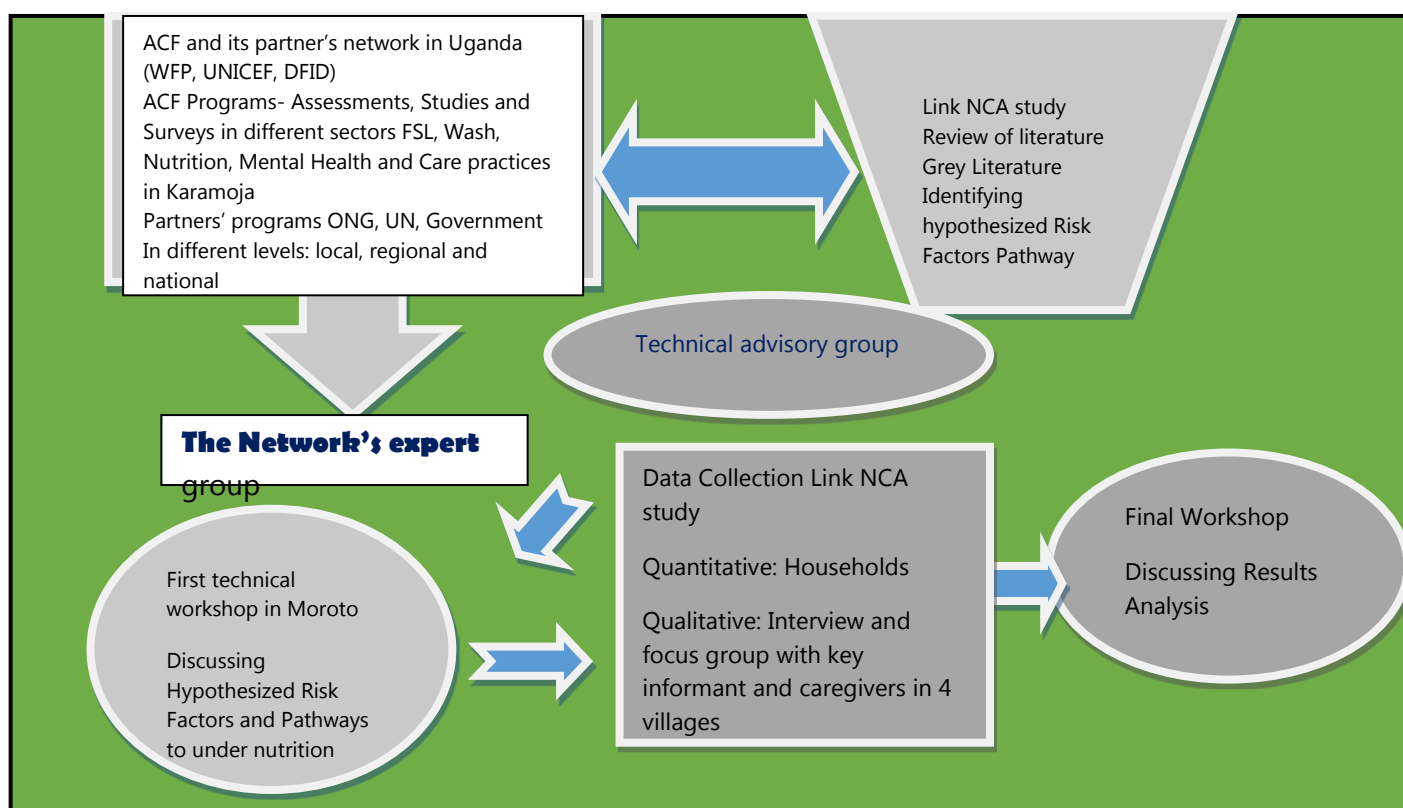 ACF and its partner's network in Uganda
(WFP, UNICEF, DFID)
ACF Programs- Assessments, Studies and
Surveys in different sectors FSL, Wash,
Nutrition, Mental Health and Care practices
in Karamoja
Partners' programs ONG, UN, Government
In different levels: local, regional and
national
Link NCA study
Review of literature
Grey Literature
Identifying
hypothesized Risk
Factors Pathway
Technical advisory group
The Network's expert
group
First technical
workshop in Moroto
Discussing
Hypothesized Risk
Factors and Pathways
to under nutrition
Data Collection Link NCA
study
Quantitative: Households
Qualitative: Interview and
focus group with key
informant and caregivers in 4
villages
Final Workshop
Discussing Results
Analysis